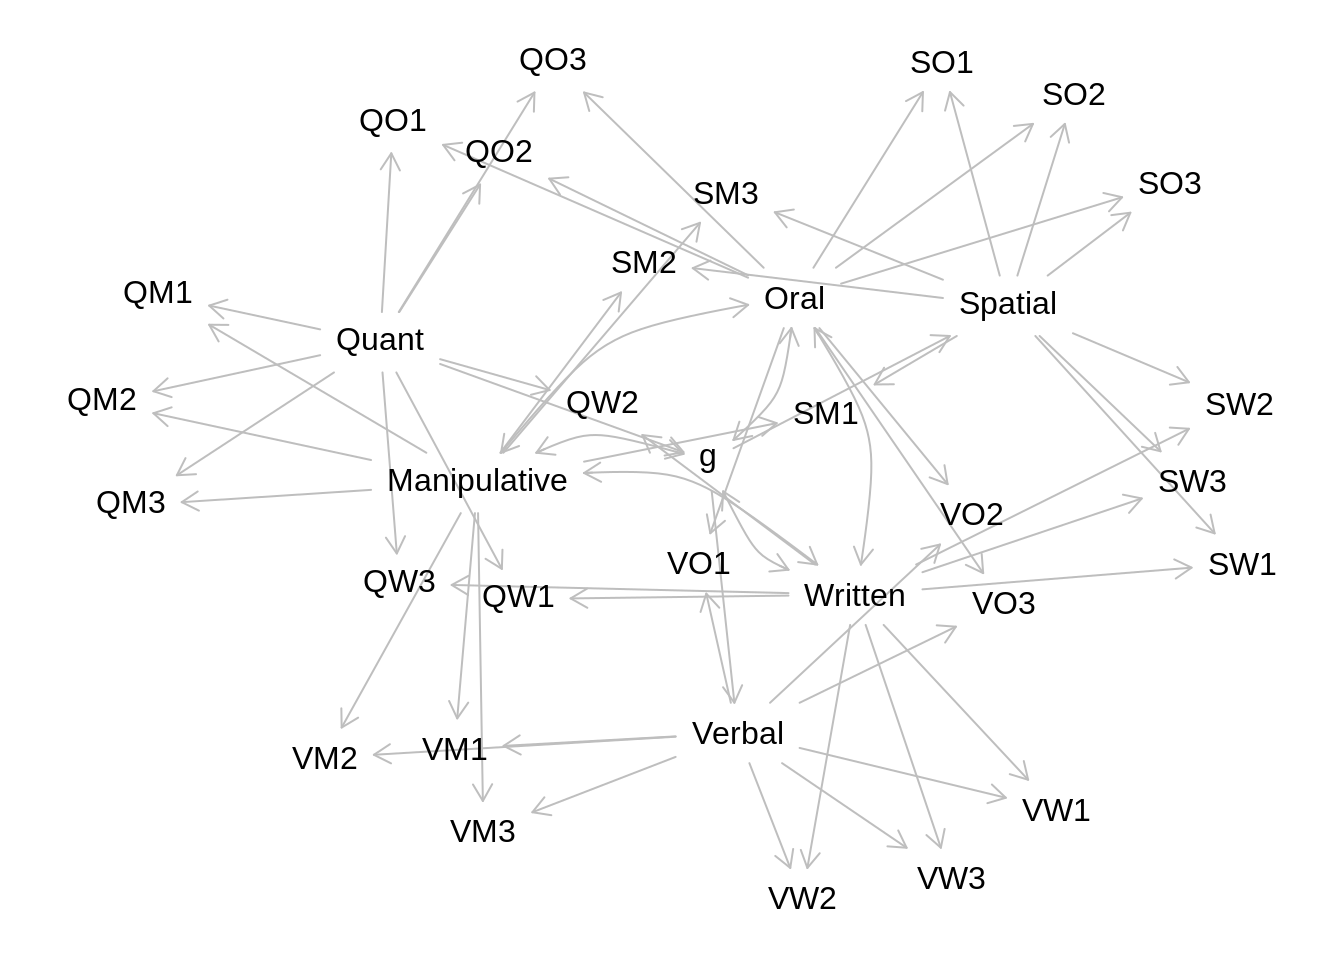 QO3
SO1
SO2
QO1
QO2
SO3
SM3
SM2
QM1
Oral
Spatial
Quant
QM2
QW2
SM1
SW2
g
Manipulative
SW3
QM3
VO2
VO1
SW1
QW3
QW1
Written
VO3
Verbal
VM1
VM2
VM3
VW1
VW3
VW2